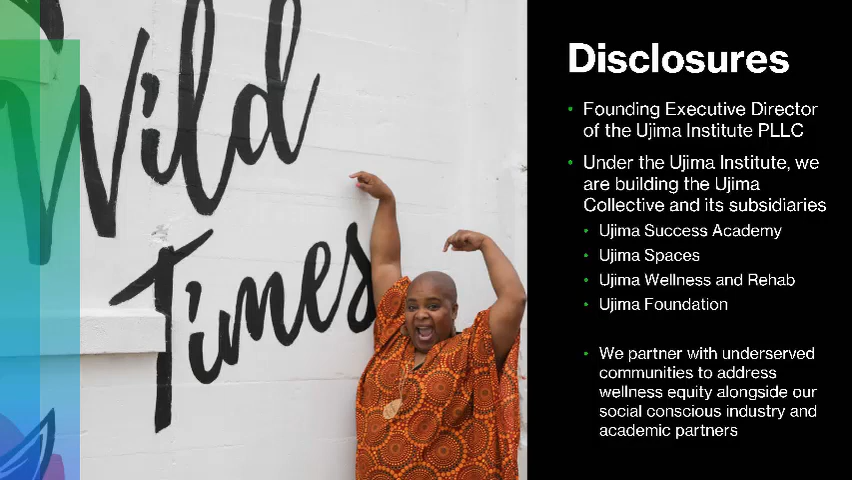 Wild
Times
Disclosures
• Founding Executive Director
of the Ujima Institute PLLC
• Under the Ujima Institute, we
are building the Ujima
Collective and its subsidiaries
• Ujima Success Academy
• Ujima Spaces
• Ujima Wellness and Rehab
• Ujima Foundation
• We partner with underserved
communities to address
wellness equity alongside our
social conscious industry and
academic partners